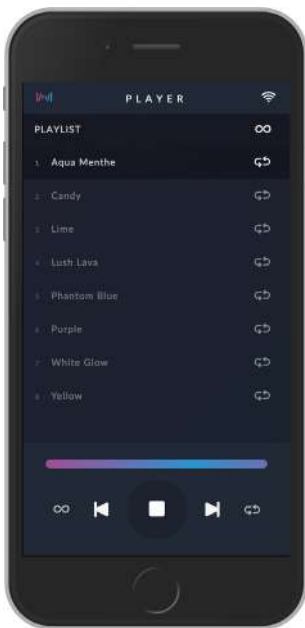 PLAYER
PLAYLIST
1 Aqua Menthe
2 Candy
3 Lime
4 Lush Lava
5 Phantom Blue
6 Purple
7 White Glow
8 Yellow